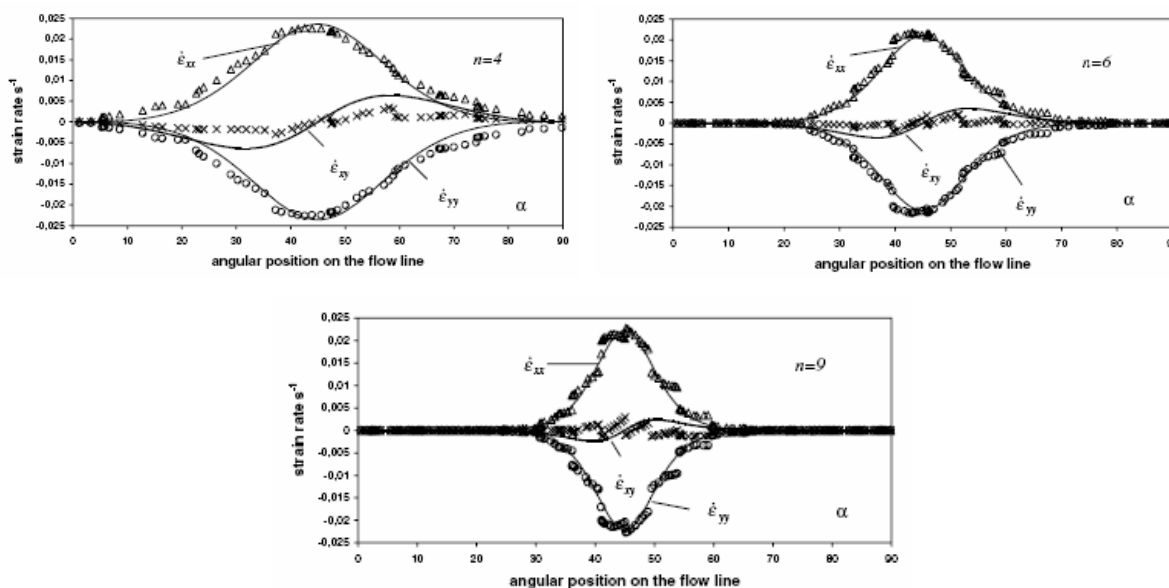 0,025
0,02
0,015
0,01
0,005
0
-0,005
-0,01
-0,015
-0,02
-0,025
strain rate s-1
ε̇xx
n=4
ε̇xy
ε̇yy
α
0 10 20 30 40 50 60 70 80 90
angular position on the flow line
0,025
0,02
0,015
0,01
0,005
0
-0,005
-0,01
-0,015
-0,02
-0,025
strain rate s-1
ε̇xx
n=6
ε̇xy
ε̇yy
α
0 10 20 30 40 50 60 70 80 90
angular position on the flow line
0,025
0,02
0,015
0,01
0,005
0
-0,005
-0,01
-0,015
-0,02
-0,025
strain rate s-1
ε̇xx
n=9
ε̇xy
ε̇yy
α
0 10 20 30 40 50 60 70 80 90
angular position on the flow line